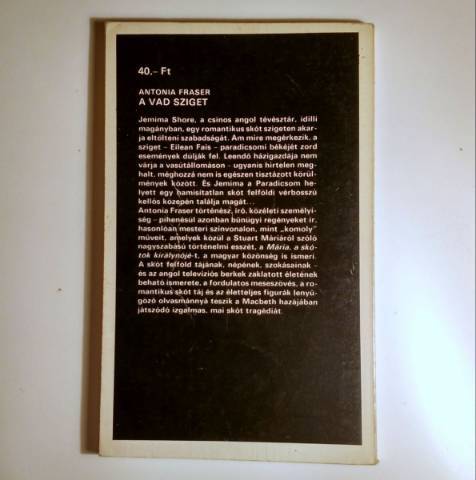 40.– Ft
ANTONIA FRASER
A VAD SZIGET
Jemima Shore, a csinos angol tévésztár, idilli
magányban, egy romantikus skót szigeten akar-
ja eltölteni szabadságát. Ám mire megérkezik, a
sziget – Eilean Fais – paradicsomi békéjét zord
események dúlják fel. Leendő házigazdája nem
várja a vasútállomáson – ugyanis hirtelen meg-
halt, méghozzá nem is egészen tisztázott körül-
mények között. És Jemima a Paradicsom he-
lyett egy hamisítatlan skót felföldi vérbosszú
kellős közepén találja magát...
Antonia Fraser történész, író, közéleti személyi-
ség – pihenésül azonban bűnügyi regényeket ír,
hasonlóan mesteri színvonalon, mint „komoly"
műveit, amelyek közül a Stuart Máriáról szóló
nagyszabású történelmi esszét, a Mária, a skó-
tok királynőjé-t, a magyar közönség is ismeri.
A skót felföld tájának, népének, szokásainak –
és az angol televíziós berkek zaklatott életének
beható ismerete, a fordulatos meseszövés, a ro-
mantikus skót táj és az életteljes figurák lenyű-
göző olvasmánnyá teszik a Macbeth hazájában
játszódó izgalmas, mai skót tragédiát.